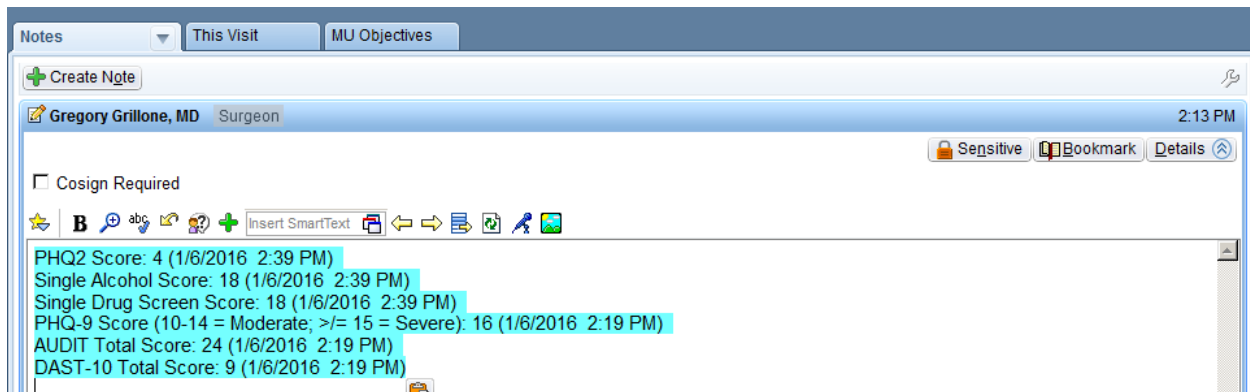 Notes This Visit MU Objectives
Create Note
Gregory Grillone, MD Surgeon 2:13 PM
Sensitive Bookmark Details
Cosign Required
B abc Insert SmartText
PHQ2 Score: 4 (1/6/2016 2:39 PM)
Single Alcohol Score: 18 (1/6/2016 2:39 PM)
Single Drug Screen Score: 18 (1/6/2016 2:39 PM)
PHQ-9 Score (10-14 = Moderate; >/= 15 = Severe): 16 (1/6/2016 2:19 PM)
AUDIT Total Score: 24 (1/6/2016 2:19 PM)
DAST-10 Total Score: 9 (1/6/2016 2:19 PM)